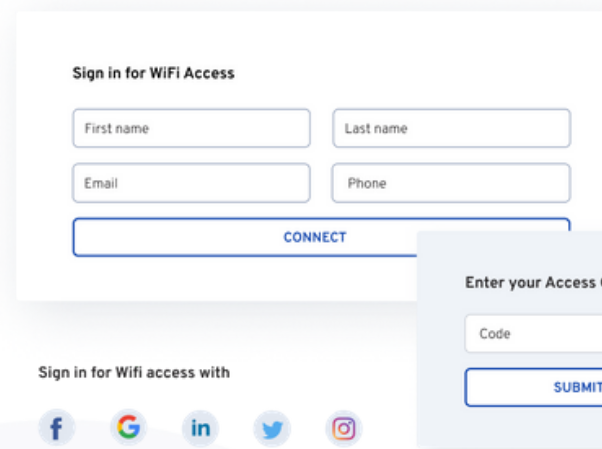 Sign in for WiFi Access
First name
Last name
Email
Phone
CONNECT
Enter your Access
Code
SUBMIT
Sign in for Wifi access with
f
G
in